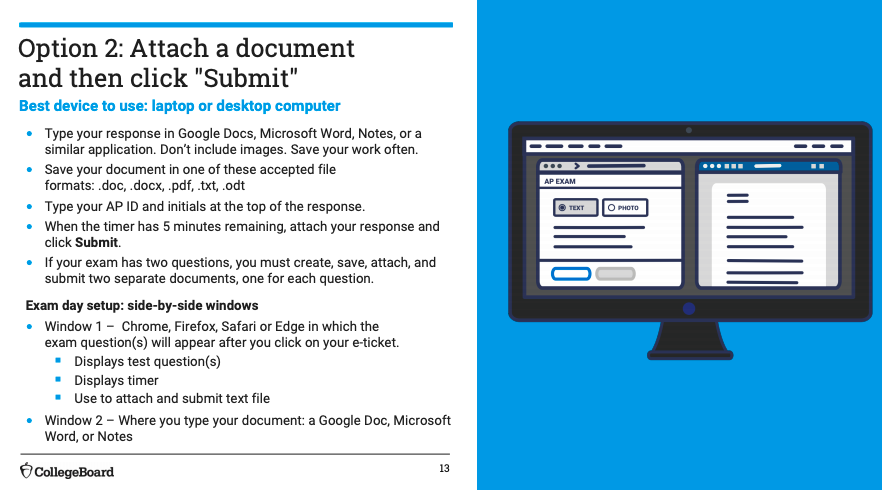 Option 2: Attach a document
and then click "Submit"
Best device to use: laptop or desktop computer
• Type your response in Google Docs, Microsoft Word, Notes, or a
similar application. Don’t include images. Save your work often.
• Save your document in one of these accepted file
formats: .doc, .docx, .pdf, .txt, .odt
• Type your AP ID and initials at the top of the response.
• When the timer has 5 minutes remaining, attach your response and
click Submit.
• If your exam has two questions, you must create, save, attach, and
submit two separate documents, one for each question.
Exam day setup: side-by-side windows
• Window 1 – Chrome, Firefox, Safari or Edge in which the
exam question(s) will appear after you click on your e-ticket.
▪ Displays test question(s)
▪ Displays timer
▪ Use to attach and submit text file
• Window 2 – Where you type your document: a Google Doc, Microsoft
Word, or Notes
CollegeBoard
13
AP EXAM
TEXT PHOTO